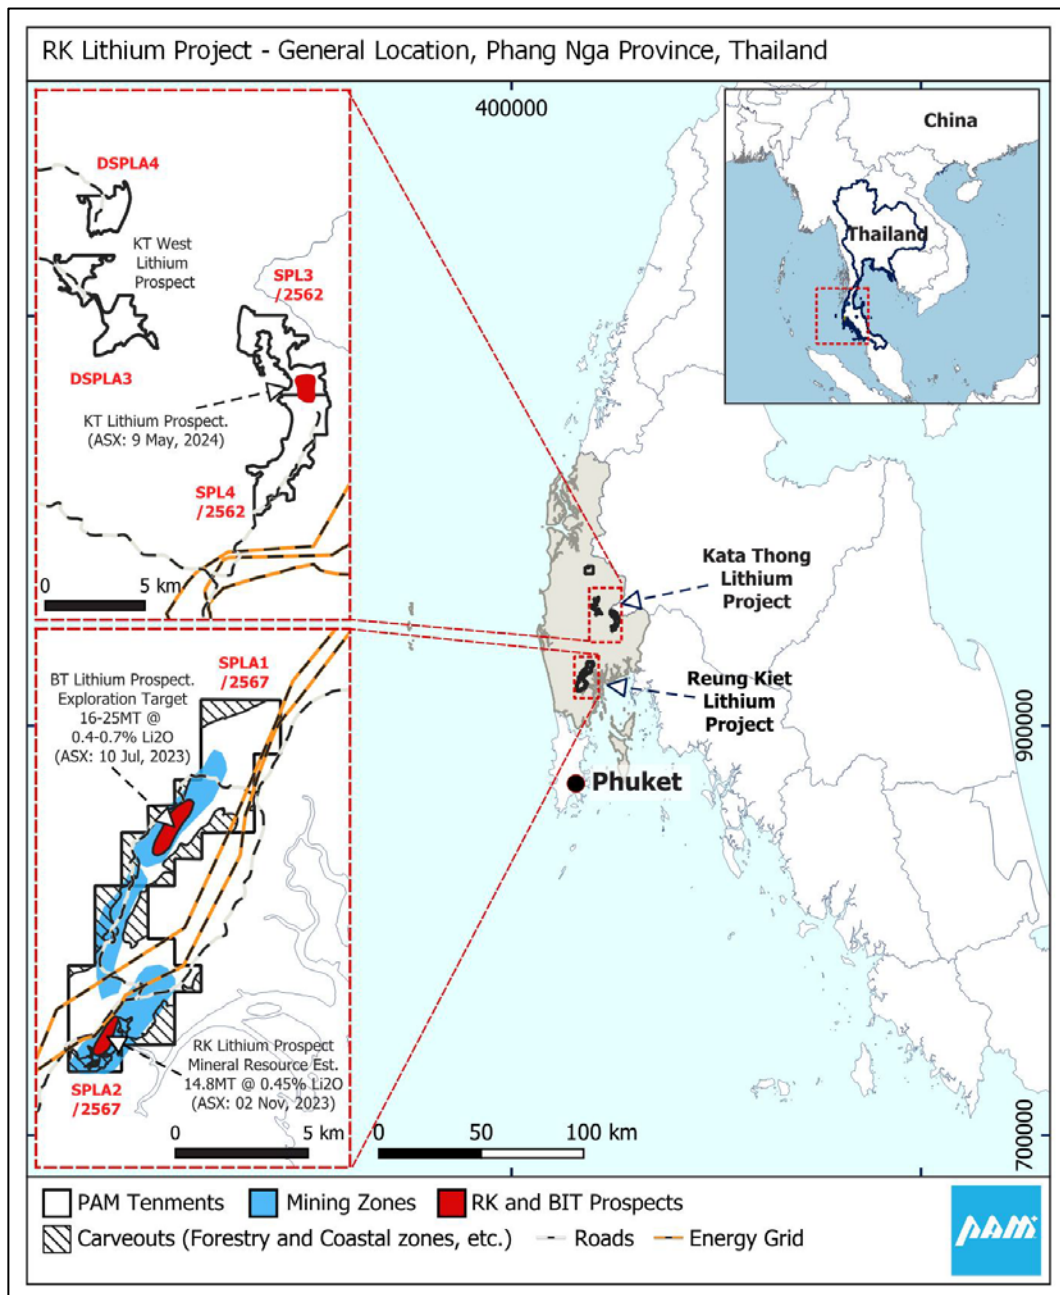 RK Lithium Project - General Location, Phang Nga Province, Thailand
400000
China
Thailand
DSPLA4
KT West
Lithium
Prospect
SPL3
/2562
DSPLA3
KT Lithium Prospect.
(ASX: 9 May, 2024)
SPL4
/2562
0 5 km
Kata Thong
Lithium
Project
Reung Kiet
Lithium
Project
Phuket
900000
SPLA1
/2567
BT Lithium Prospect.
Exploration Target
16-25MT @
0.4-0.7% Li2O
(ASX: 10 Jul, 2023)
RK Lithium Prospect
Mineral Resource Est.
14.8MT @ 0.45% Li2O
(ASX: 02 Nov, 2023)
SPLA2
/2567
0 5 km
0 50 100 km
700000
PAM Tenments Mining Zones RK and BIT Prospects
Carveouts (Forestry and Coastal zones, etc.) Roads Energy Grid
PAM